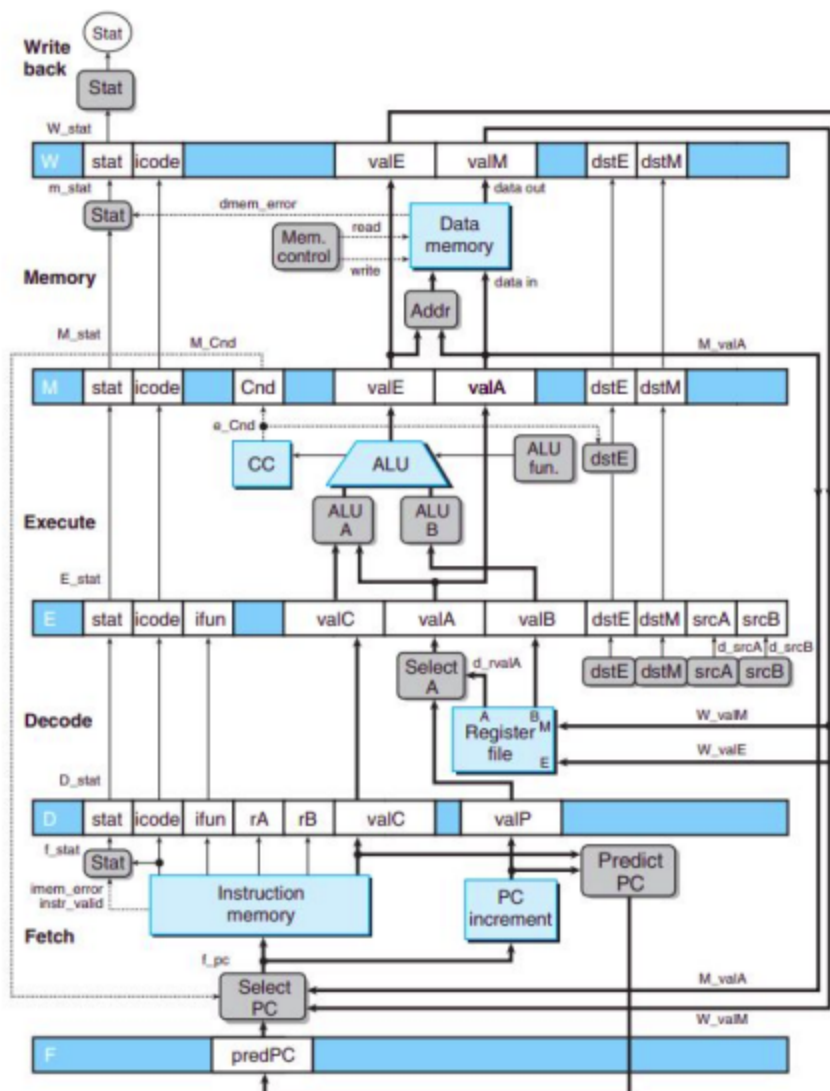 Stat
Write
back
Stat
W_stat
W stat icode valE valM dstE dstM
m_stat
data out
Stat
dmem_error
read
Mem.
control
write
Data
memory
Memory
data in
Addr
M_stat
M_Cnd
M_valA
M stat icode Cnd valE valA dstE dstM
e_Cnd
CC
ALU
ALU
fun.
dstE
ALU
A
ALU
B
Execute
E_stat
E stat icode ifun valC valA valB dstE dstM srcA srcB
d_srcA d_srcB
Select
A
d_rvalA
dstE dstM srcA srcB
Decode
A B
Register
file
M
E
W_valM
W_valE
D_stat
D stat icode ifun rA rB valC valP
f_stat
Stat
imem_error
instr_valid
Instruction
memory
PC
increment
Predict
PC
Fetch
f_pc
Select
PC
M_valA
W_valM
F predPC